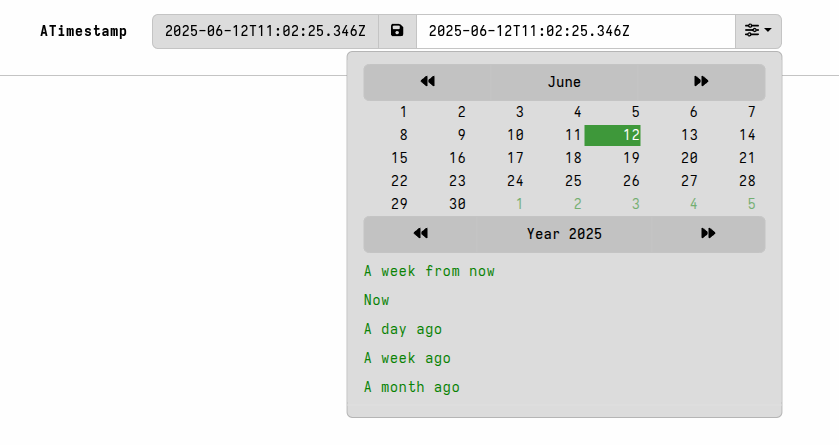 ATimestamp 2025-06-12T11:02:25.346Z 2025-06-12T11:02:25.346Z
June
1 2 3 4 5 6 7
8 9 10 11 12 13 14
15 16 17 18 19 20 21
22 23 24 25 26 27 28
29 30 1 2 3 4 5
Year 2025
A week from now
Now
A day ago
A week ago
A month ago